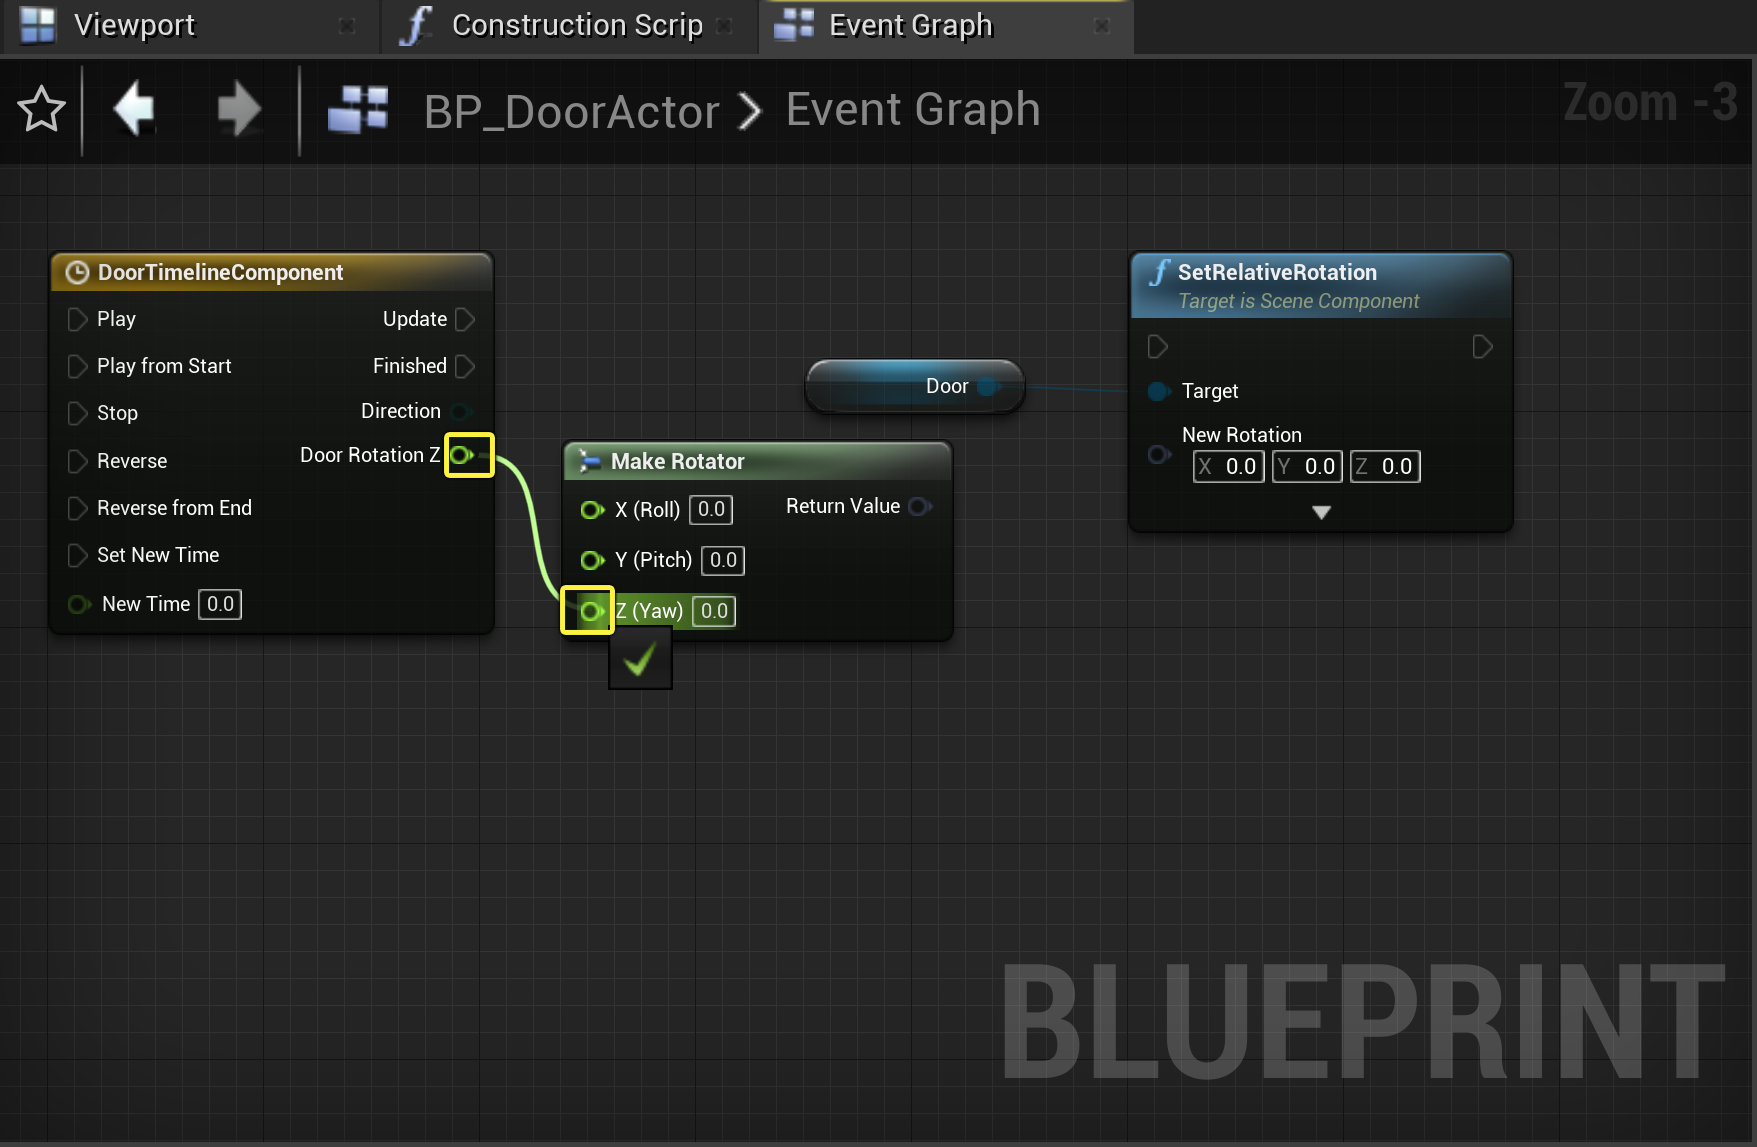 Viewport
Construction Scrip
Event Graph
BP_DoorActor
Event Graph
Zoom -3
DoorTimelineComponent
Play
Update
Play from Start
Finished
Stop
Direction
Reverse
Door Rotation Z
Reverse from End
Set New Time
New Time 0.0
Make Rotator
X (Roll) 0.0
Return Value
Y (Pitch) 0.0
Z (Yaw) 0.0
Door
SetRelativeRotation
Target is Scene Component
Target
New Rotation
X 0.0 Y 0.0 Z 0.0
BLUEPRINT